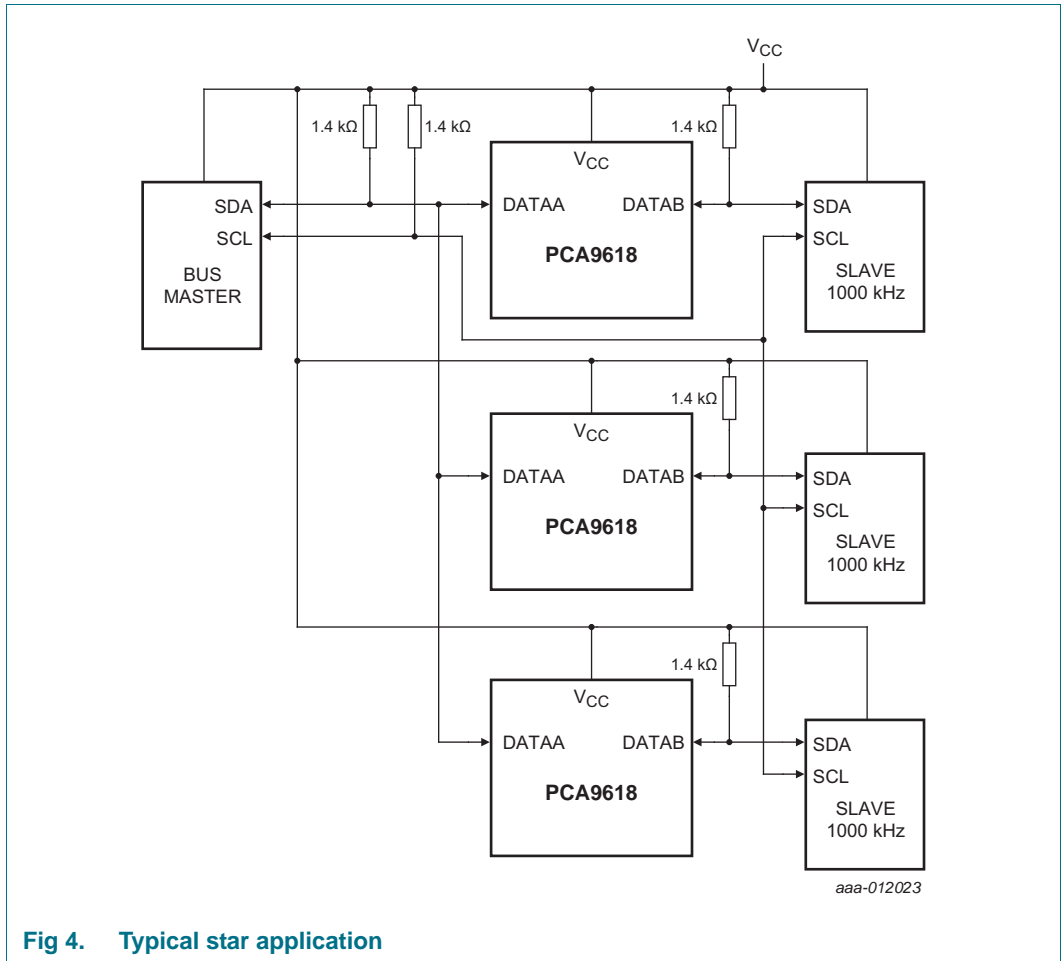 VCC
1.4 kΩ
1.4 kΩ
1.4 kΩ
SDA
SCL
BUS
MASTER
VCC
DATAA
DATAB
PCA9618
SDA
SCL
SLAVE
1000 kHz
1.4 kΩ
VCC
DATAA
DATAB
PCA9618
SDA
SCL
SLAVE
1000 kHz
1.4 kΩ
VCC
DATAA
DATAB
PCA9618
SDA
SCL
SLAVE
1000 kHz
aaa-012023
Fig 4. Typical star application